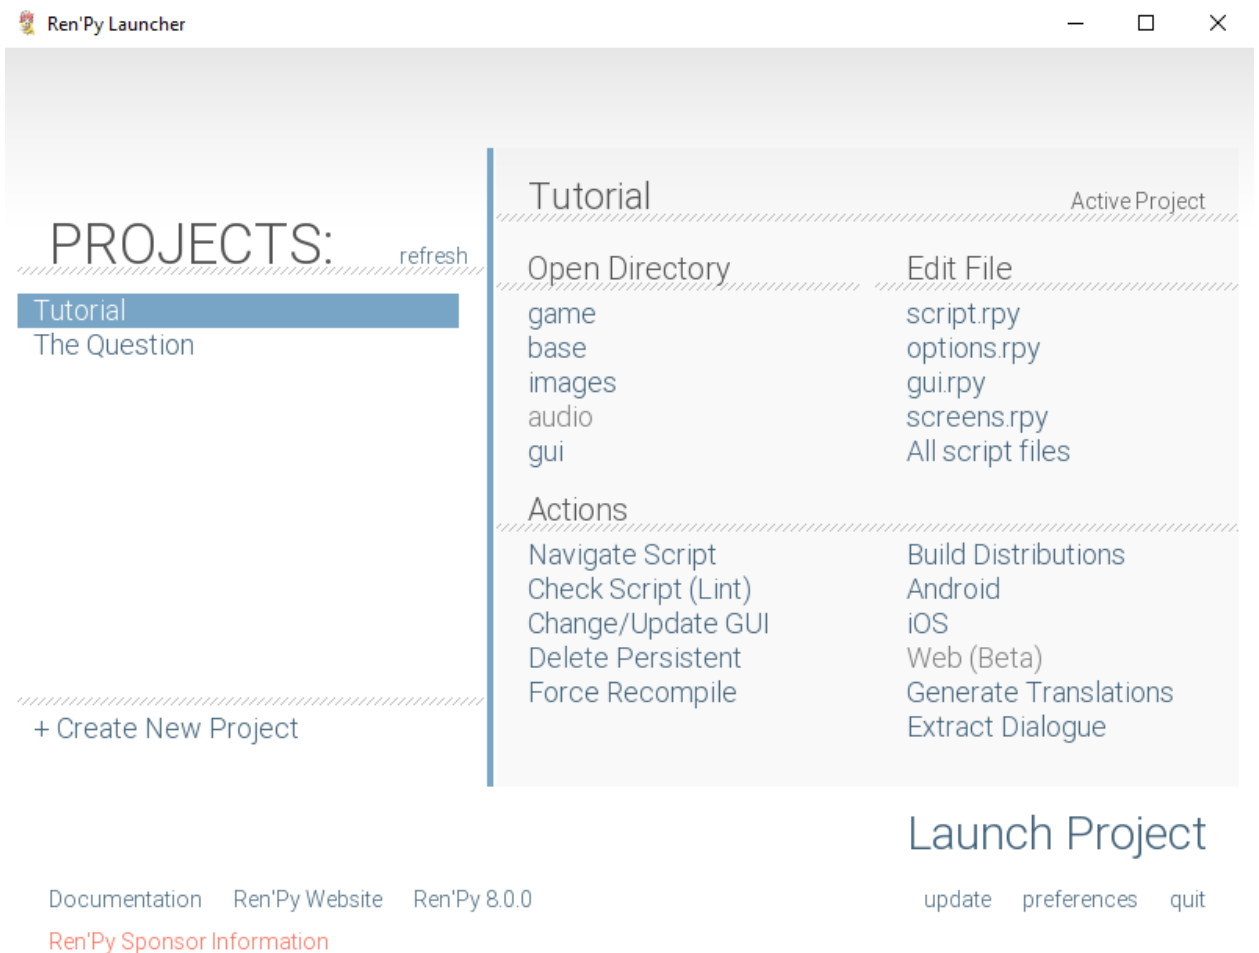 Ren'Py Launcher
PROJECTS:
refresh
Tutorial
The Question
+ Create New Project
Tutorial
Active Project
Open Directory
game
base
images
audio
gui
Edit File
script.rpy
options.rpy
gui.rpy
screens.rpy
All script files
Actions
Navigate Script
Check Script (Lint)
Change/Update GUI
Delete Persistent
Force Recompile
Build Distributions
Android
iOS
Web (Beta)
Generate Translations
Extract Dialogue
Launch Project
Documentation
Ren'Py Website
Ren'Py 8.0.0
update
preferences
quit
Ren'Py Sponsor Information